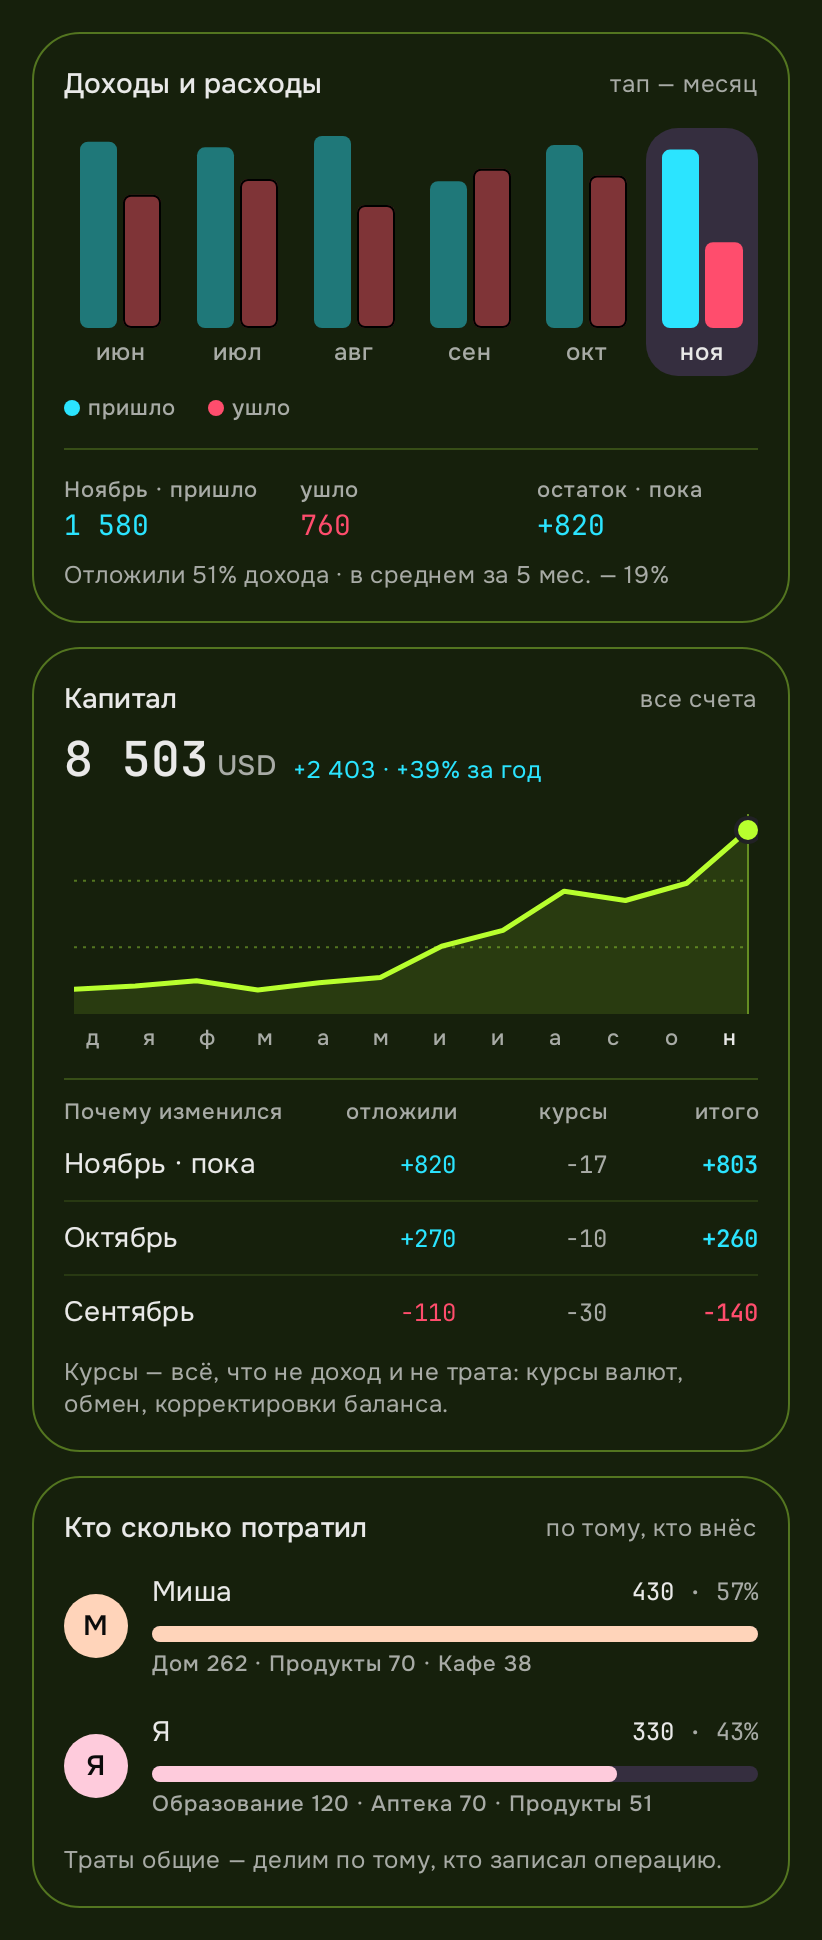 Доходы и расходы тап — месяц
июн июл авг сен окт ноя
пришло ушло
Ноябрь · пришло ушло остаток · пока
1 580 760 +820
Отложили 51% дохода · в среднем за 5 мес. — 19%
Капитал все счета
8 503 USD +2 403 · +39% за год
д я ф м а м и и а с о н
Почему изменился отложили курсы итого
Ноябрь · пока +820 -17 +803
Октябрь +270 -10 +260
Сентябрь -110 -30 -140
Курсы — всё, что не доход и не трата: курсы валют,
обмен, корректировки баланса.
Кто сколько потратил по тому, кто внёс
Миша 430 · 57%
М
Дом 262 · Продукты 70 · Кафе 38
Я 330 · 43%
Я
Образование 120 · Аптека 70 · Продукты 51
Траты общие — делим по тому, кто записал операцию.